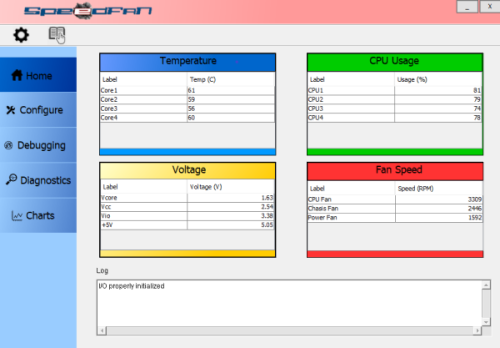 SpeedFan
_ X
Home
Configure
Debugging
Diagnostics
Charts
Temperature
Label Temp (C)
Core1 61
Core2 59
Core3 56
Core4 60
CPU Usage
Label Usage (%)
CPU1 81
CPU2 79
CPU3 74
CPU4 78
Voltage
Label Voltage (V)
Vcore 1.63
Vcc 2.54
Vio 3.38
+5V 5.05
Fan Speed
Label Speed (RPM)
CPU Fan 3309
Chasis Fan 2446
Power Fan 1592
Log
I/O properly initialized